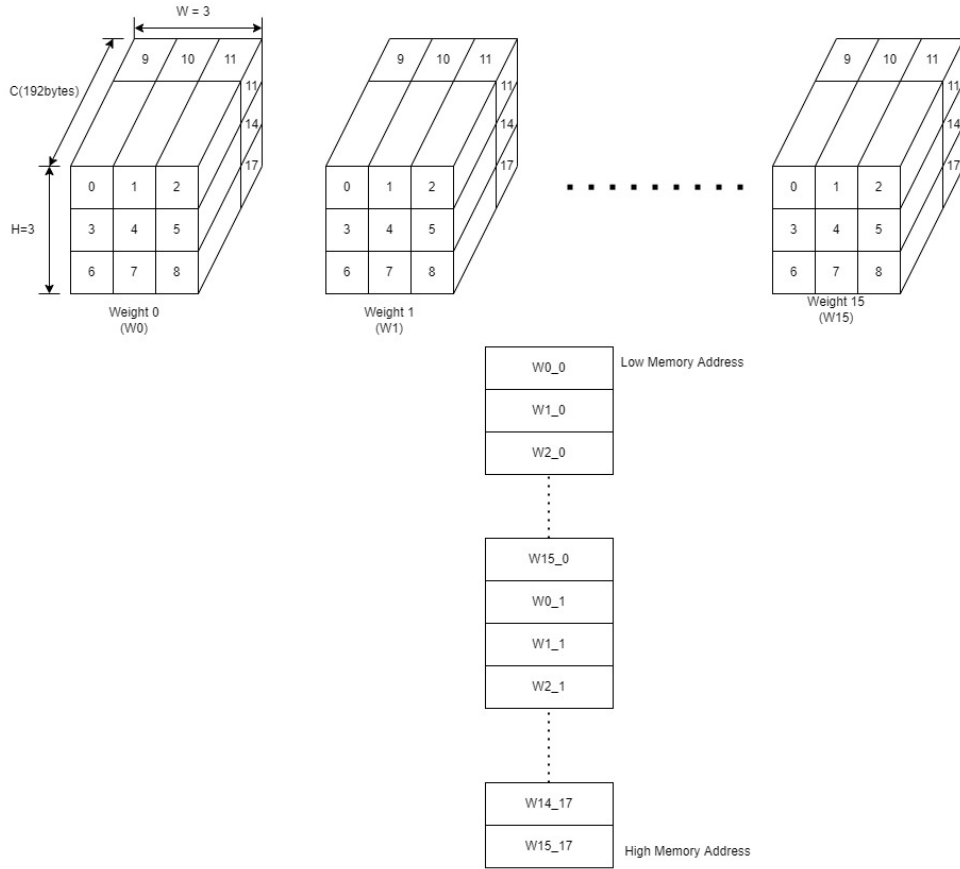 W = 3
9 10 11
9 10 11
9 10 11
C(192bytes)
11
11
11
14
14
14
17
17
17
0 1 2
0 1 2
0 1 2
H=3
3 4 5
3 4 5
3 4 5
6 7 8
6 7 8
6 7 8
Weight 0
(W0)
Weight 1
(W1)
Weight 15
(W15)
W0_0
Low Memory Address
W1_0
W2_0
W15_0
W0_1
W1_1
W2_1
W14_17
W15_17
High Memory Address